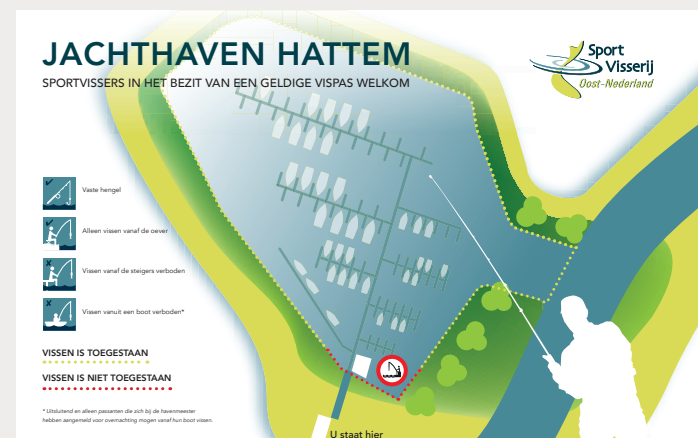 JACHTHAVEN HATTEM
SPORTVISSERS IN HET BEZIT VAN EEN GELDIGE VISPAS WELKOM
Sport
Visserij
Oost-Nederland
Vaste hengel
Alleen vissen vanaf de oever
Vissen vanaf de steigers verboden
Vissen vanuit een boot verboden*
VISSEN IS TOEGESTAAN
VISSEN IS NIET TOEGESTAAN
* Uitsluitend en alleen passanten die zich bij de havenmeester
hebben aangemeld voor overnachting mogen vanaf hun boot vissen.
U staat hier